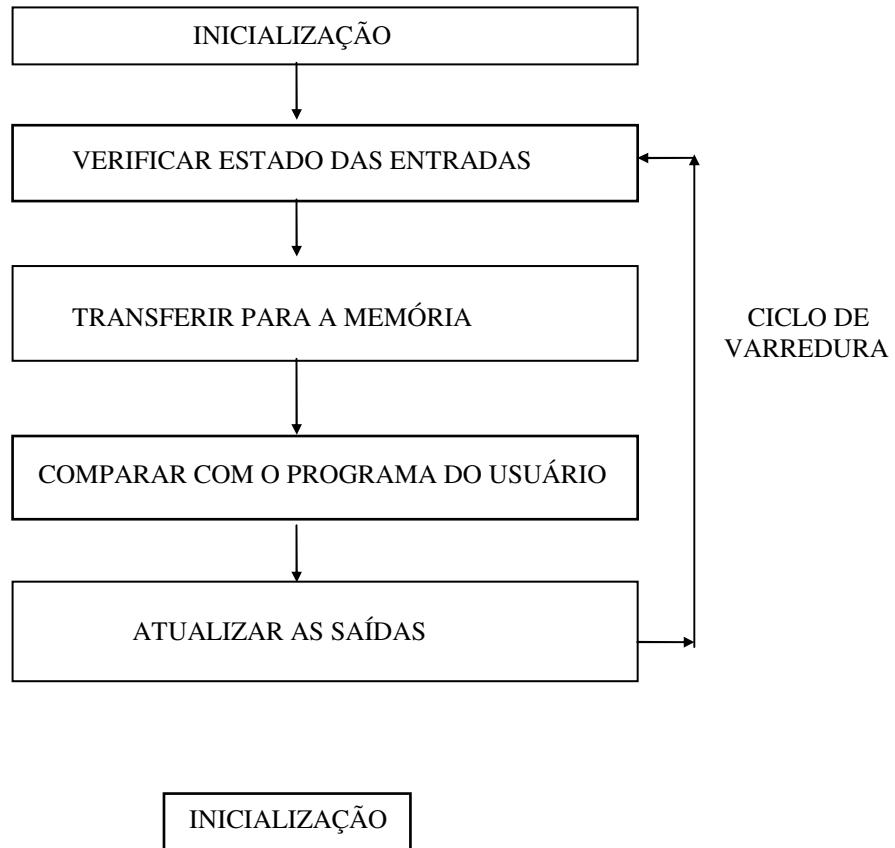 INICIALIZAÇÃO
VERIFICAR ESTADO DAS ENTRADAS
TRANSFERIR PARA A MEMÓRIA
CICLO DE
VARREDURA
COMPARAR COM O PROGRAMA DO USUÁRIO
ATUALIZAR AS SAÍDAS
INICIALIZAÇÃO